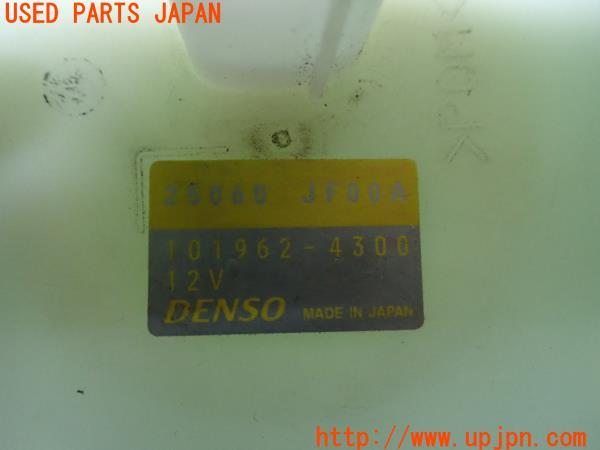 USED PARTS JAPAN
25060 JF00A
101962-4300
12V
DENSO MADE IN JAPAN
http://www.upjpn.com